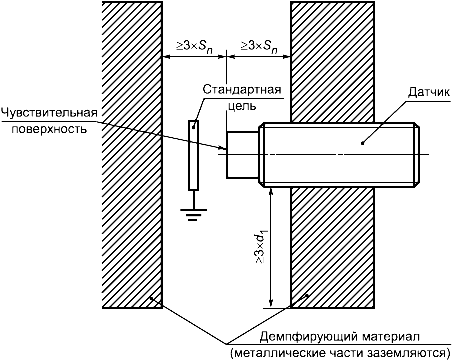 ≥3×Sn ≥3×Sn
Стандартная
цель
Датчик
Чувствительная
поверхность
≥3×d1
Демпфирующий материал
(металлические части заземляются)